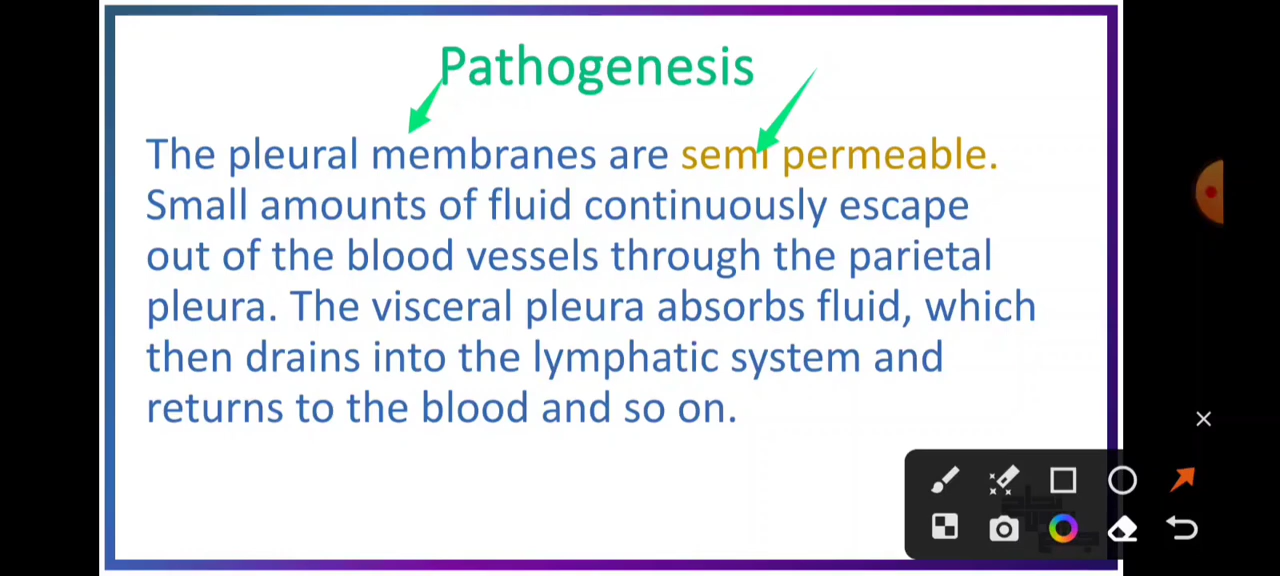 Pathogenesis
The pleural membranes are semi permeable.
Small amounts of fluid continuously escape
out of the blood vessels through the parietal
pleura. The visceral pleura absorbs fluid, which
then drains into the lymphatic system and
returns to the blood and so on.